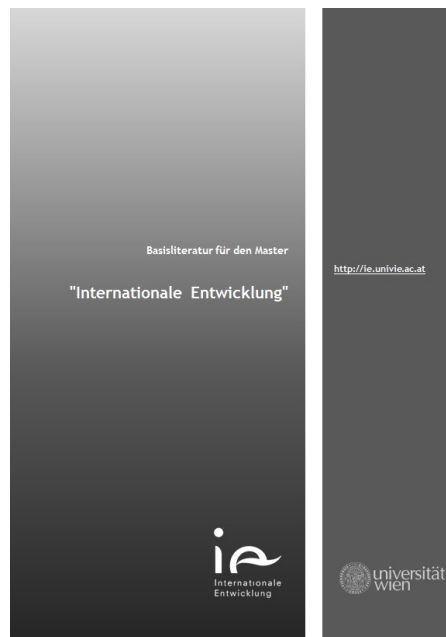 Basisliteratur für den Master
"Internationale Entwicklung"
http://ie.univie.ac.at
ie
Internationale
Entwicklung
universität
wien